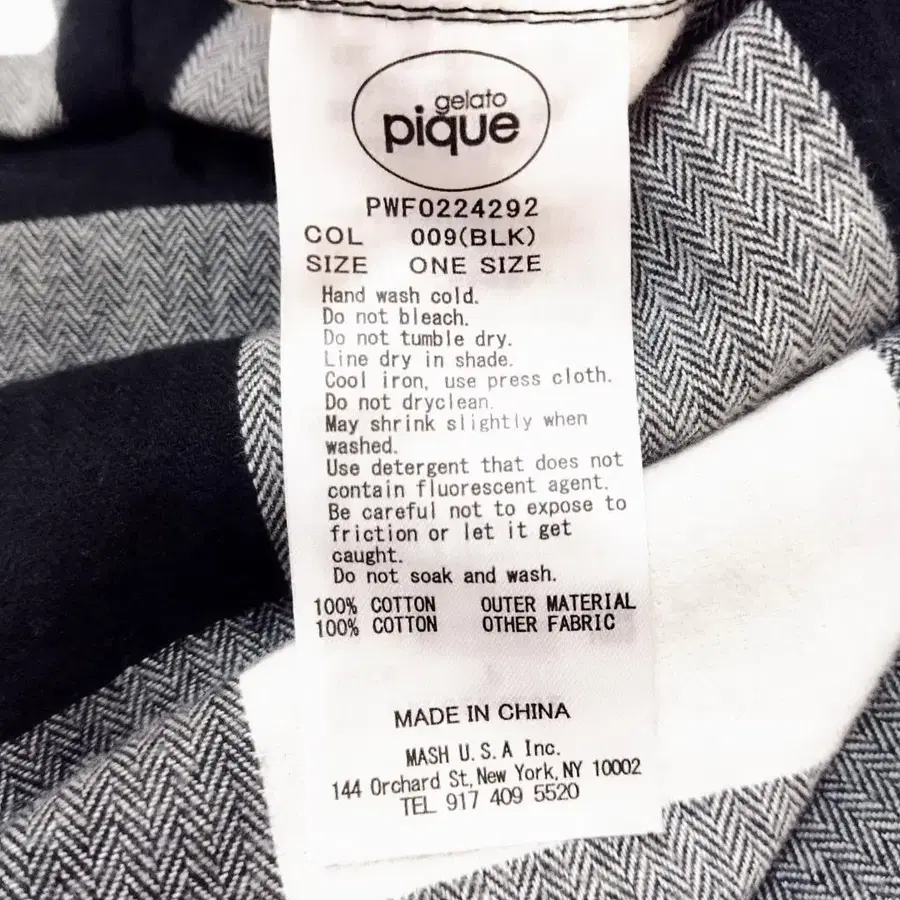 gelato
pique
PWF0224292
COL 009(BLK)
SIZE ONE SIZE
Hand wash cold.
Do not bleach.
Do not tumble dry.
Line dry in shade.
Cool iron, use press cloth.
Do not dryclean.
May shrink slightly when
washed.
Use detergent that does not
contain fluorescent agent.
Be careful not to expose to
friction or let it get
caught.
Do not soak and wash.
100% COTTON OUTER MATERIAL
100% COTTON OTHER FABRIC
MADE IN CHINA
MASH U.S.A Inc.
144 Orchard St, New York, NY 10002
TEL 917 409 5520